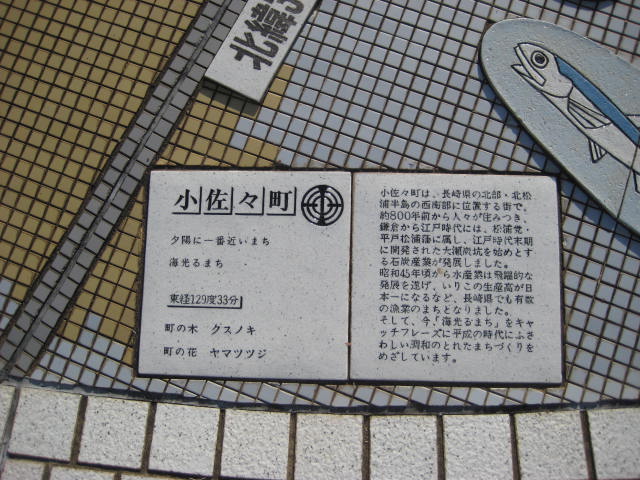 北緯3
小佐々町
夕陽に一番近いまち
海光るまち
東経129度33分
町の木 グスノキ
町の花 ヤマツツジ
小佐々町は、長崎県の北部・北松
浦半島の西南部に位置する街で、
約800年前から人々が住みつき、
鎌倉から江戸時代には、松浦党・
平戸松浦藩に属し、江戸時代末期
に開発された大瀬炭坑を始めとす
る石炭産業が発展しました。
昭和45年頃から水産業は飛躍的な
発展を遂げ、いりこの生産高が日
本一になるなど、長崎県でも有数
の漁業のまちとなりました。
そして、今「海光るまち」をキャ
ッチフレーズに平成の時代にふさ
わしい調和のとれたまちづくりを
めざしています。